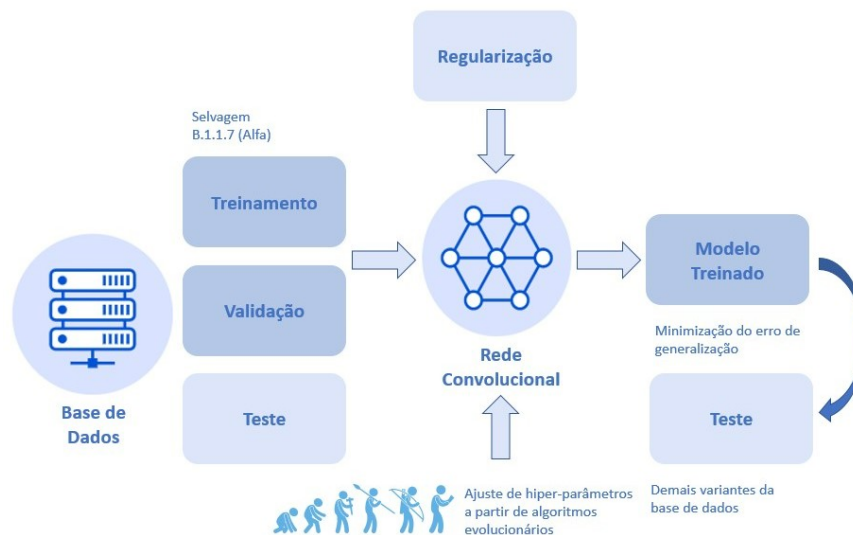 Regularização
Selvagem
B.1.1.7 (Alfa)
Treinamento
Validação
Teste
Base de
Dados
Rede
Convolucional
Modelo
Treinado
Minimização do erro de
generalização
Teste
Ajuste de hiper-parâmetros
a partir de algoritmos
evolucionários
Demais variantes da
base de dados